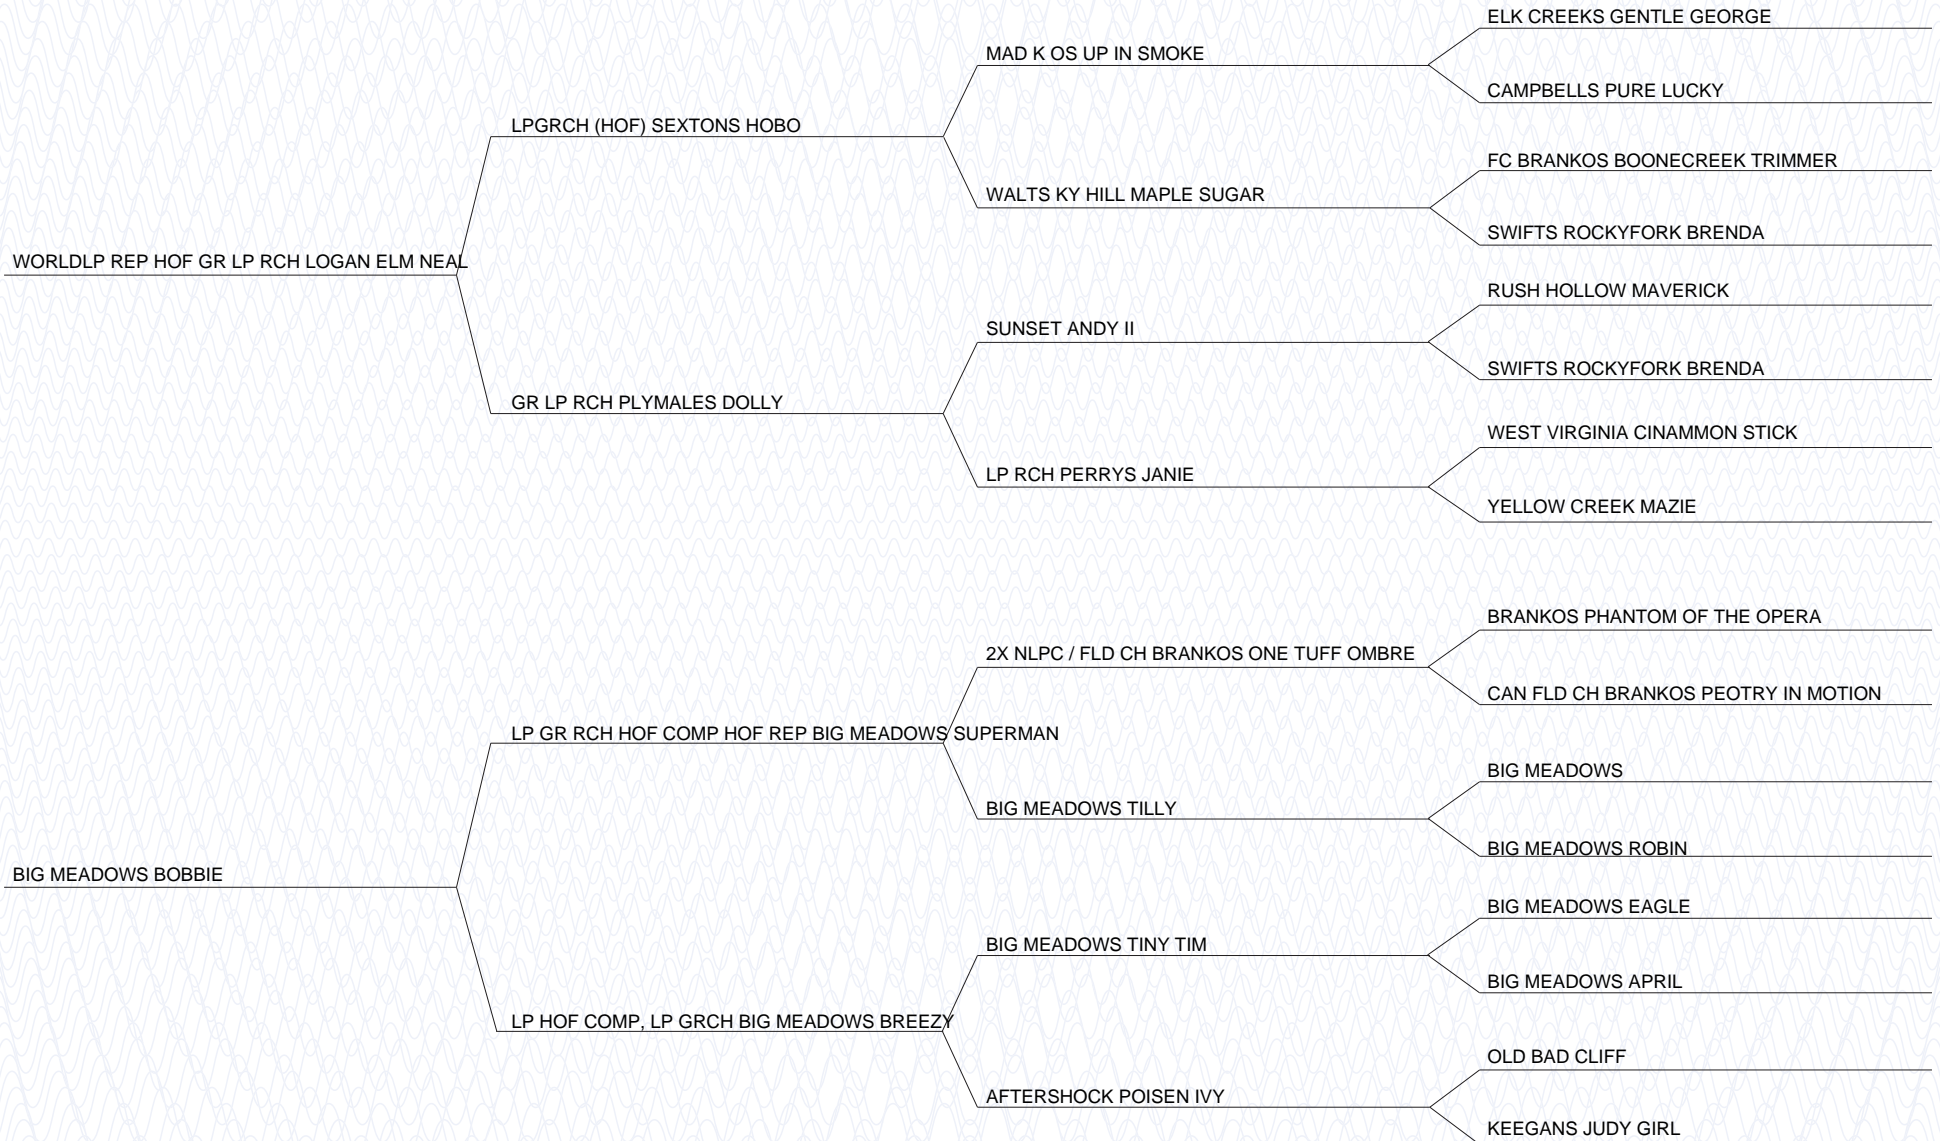 ELK CREEKS GENTLE GEORGE
MAD K OS UP IN SMOKE
CAMPBELLS PURE LUCKY
LPGRCH (HOF) SEXTONS HOBO
FC BRANKOS BOONECREEK TRIMMER
WALTS KY HILL MAPLE SUGAR
SWIFTS ROCKYFORK BRENDA
WORLDLP REP HOF GR LP RCH LOGAN ELM NEAL
RUSH HOLLOW MAVERICK
SUNSET ANDY II
SWIFTS ROCKYFORK BRENDA
GR LP RCH PLYMALES DOLLY
WEST VIRGINIA CINAMMON STICK
LP RCH PERRYS JANIE
YELLOW CREEK MAZIE
BRANKOS PHANTOM OF THE OPERA
2X NLPC / FLD CH BRANKOS ONE TUFF OMBRE
CAN FLD CH BRANKOS PEOTRY IN MOTION
LP GR RCH HOF COMP HOF REP BIG MEADOWS SUPERMAN
BIG MEADOWS
BIG MEADOWS TILLY
BIG MEADOWS ROBIN
BIG MEADOWS BOBBIE
BIG MEADOWS EAGLE
BIG MEADOWS TINY TIM
BIG MEADOWS APRIL
LP HOF COMP, LP GRCH BIG MEADOWS BREEZY
OLD BAD CLIFF
AFTERSHOCK POISEN IVY
KEEGANS JUDY GIRL